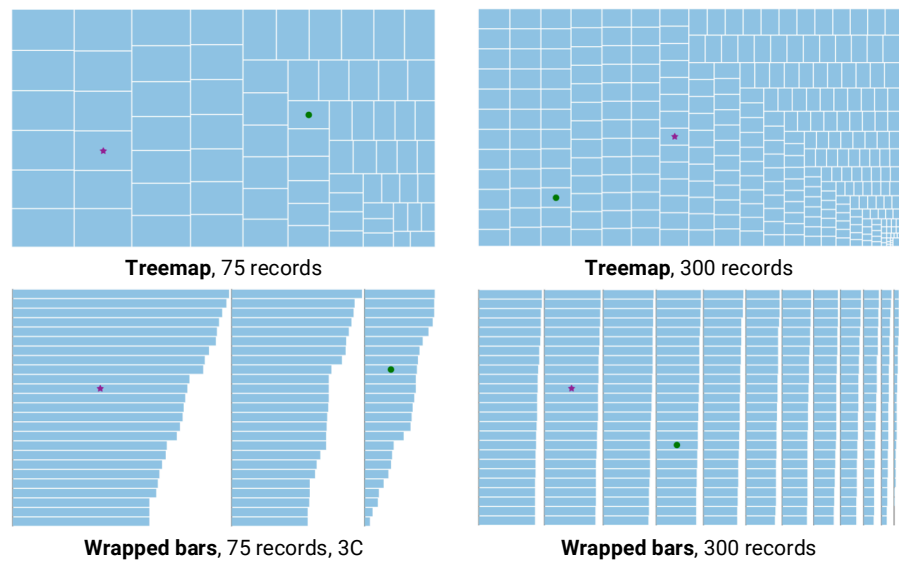 Treemap, 75 records
Treemap, 300 records
Wrapped bars, 75 records, 3C
Wrapped bars, 300 records